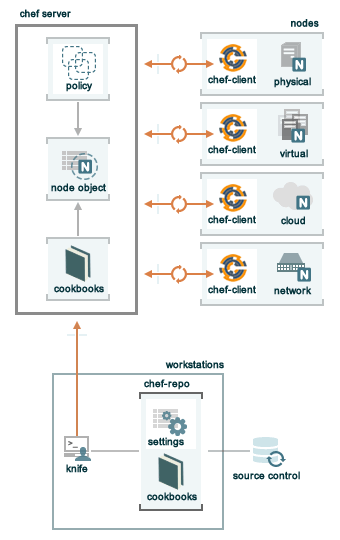 chef server
nodes
policy
chef-client
physical
N
node object
N
chef-client
virtual
N
chef-client
cloud
N
cookbooks
chef-client
network
N
workstations
chef-repo
>_
knife
settings
cookbooks
source control